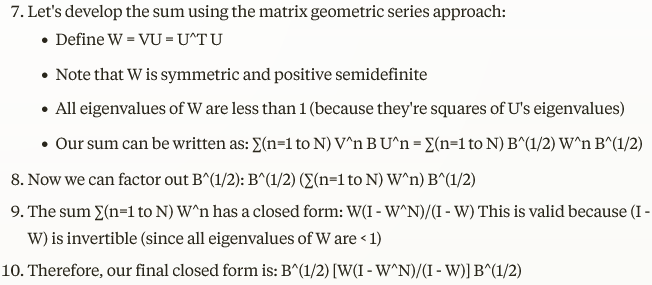 7. Let's develop the sum using the matrix geometric series approach:
• Define W = VU = U^T U
• Note that W is symmetric and positive semidefinite
• All eigenvalues of W are less than 1 (because they're squares of U's eigenvalues)
• Our sum can be written as: ∑(n=1 to N) V^n B U^n = ∑(n=1 to N) B^(1/2) W^n B^(1/2)
8. Now we can factor out B^(1/2): B^(1/2) (∑(n=1 to N) W^n) B^(1/2)
9. The sum ∑(n=1 to N) W^n has a closed form: W(I - W^N)/(I - W) This is valid because (I -
W) is invertible (since all eigenvalues of W are < 1)
10. Therefore, our final closed form is: B^(1/2) [W(I - W^N)/(I - W)] B^(1/2)